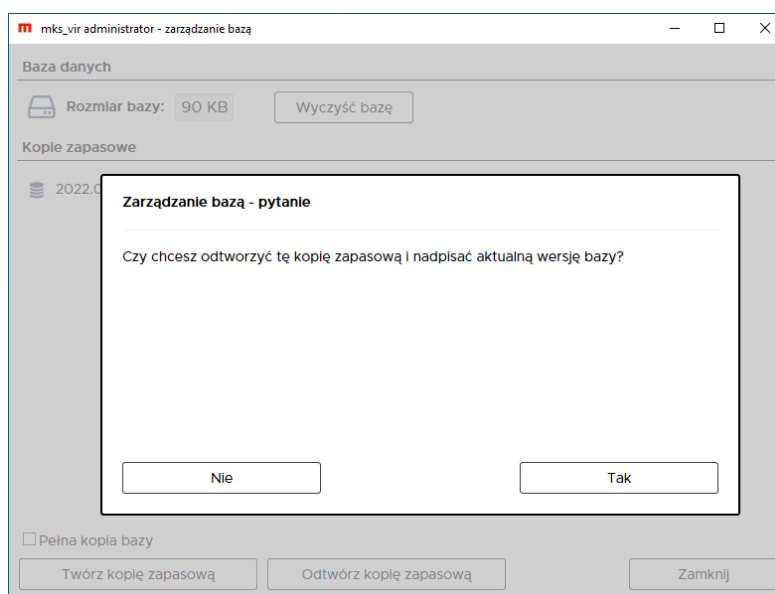 mks_vir administrator - zarządzanie bazą
Baza danych
Rozmiar bazy: 90 KB Wyczyść bazę
Kopie zapasowe
Zarządzanie bazą - pytanie
Czy chcesz odtworzyć tę kopię zapasową i nadpisać aktualną wersję bazy?
Nie Tak
Pełna kopia bazy
Twórz kopię zapasową Odtwórz kopię zapasową Zamknij